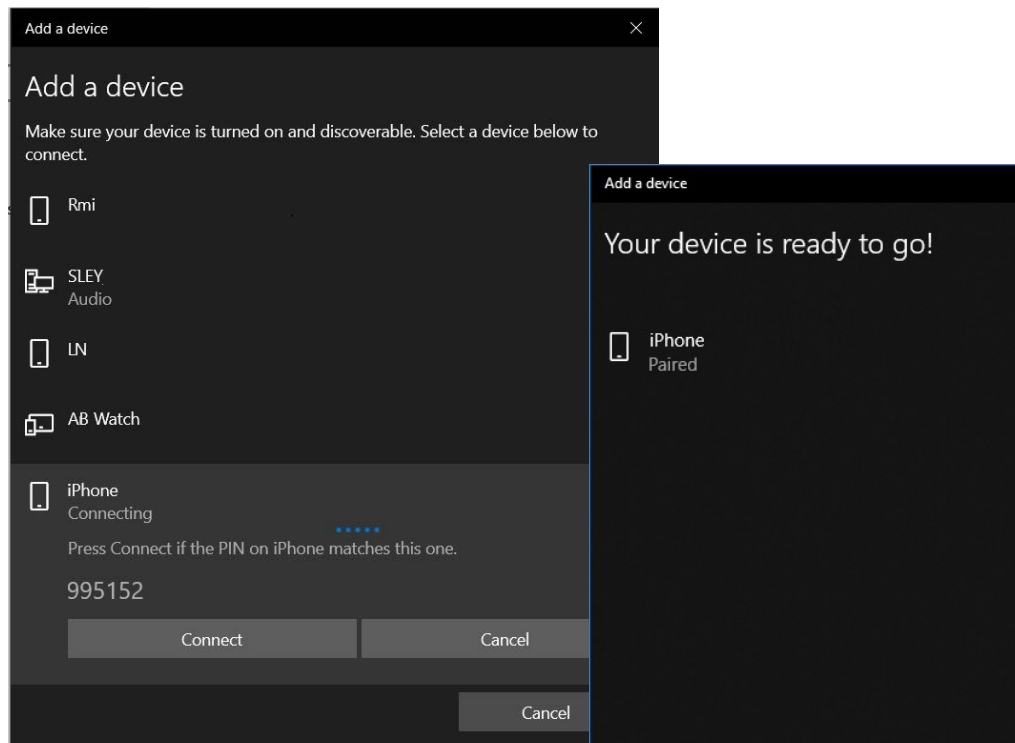 Add a device
Add a device
Make sure your device is turned on and discoverable. Select a device below to
connect.
Rmi
SLEY
Audio
LN
AB Watch
iPhone
Connecting
Press Connect if the PIN on iPhone matches this one.
995152
Connect Cancel
Cancel
Add a device
Your device is ready to go!
iPhone
Paired